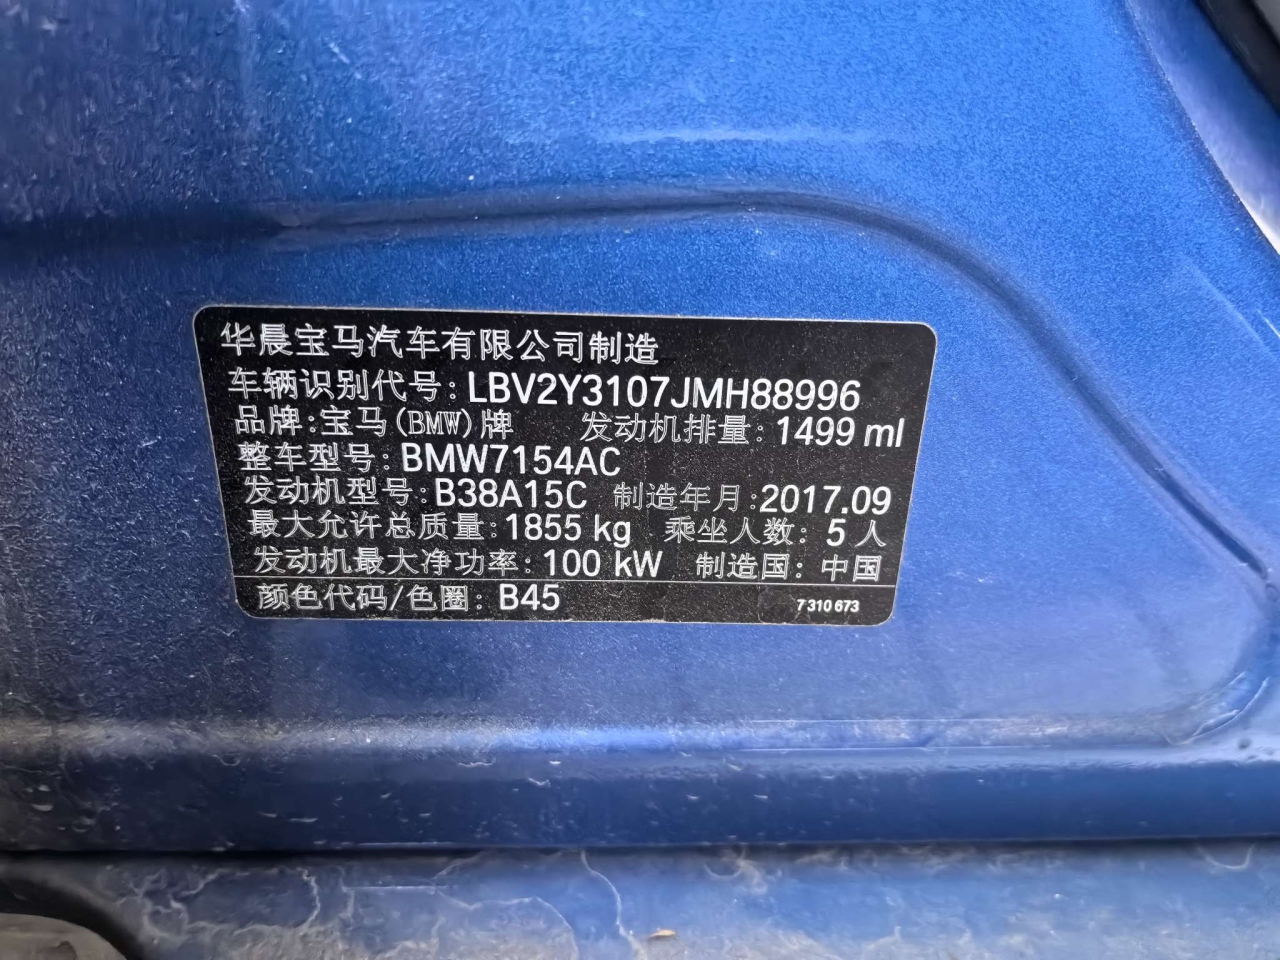 华晨宝马汽车有限公司制造
车辆识别代号: LBV2Y3107JMH88996
品牌: 宝马(BMW)牌 发动机排量: 1499 ml
整车型号: BMW7154AC
发动机型号: B38A15C 制造年月: 2017.09
最大允许总质量: 1855 kg 乘坐人数: 5 人
发动机最大净功率: 100 kW 制造国: 中国
颜色代码/色圈: B45 7310673